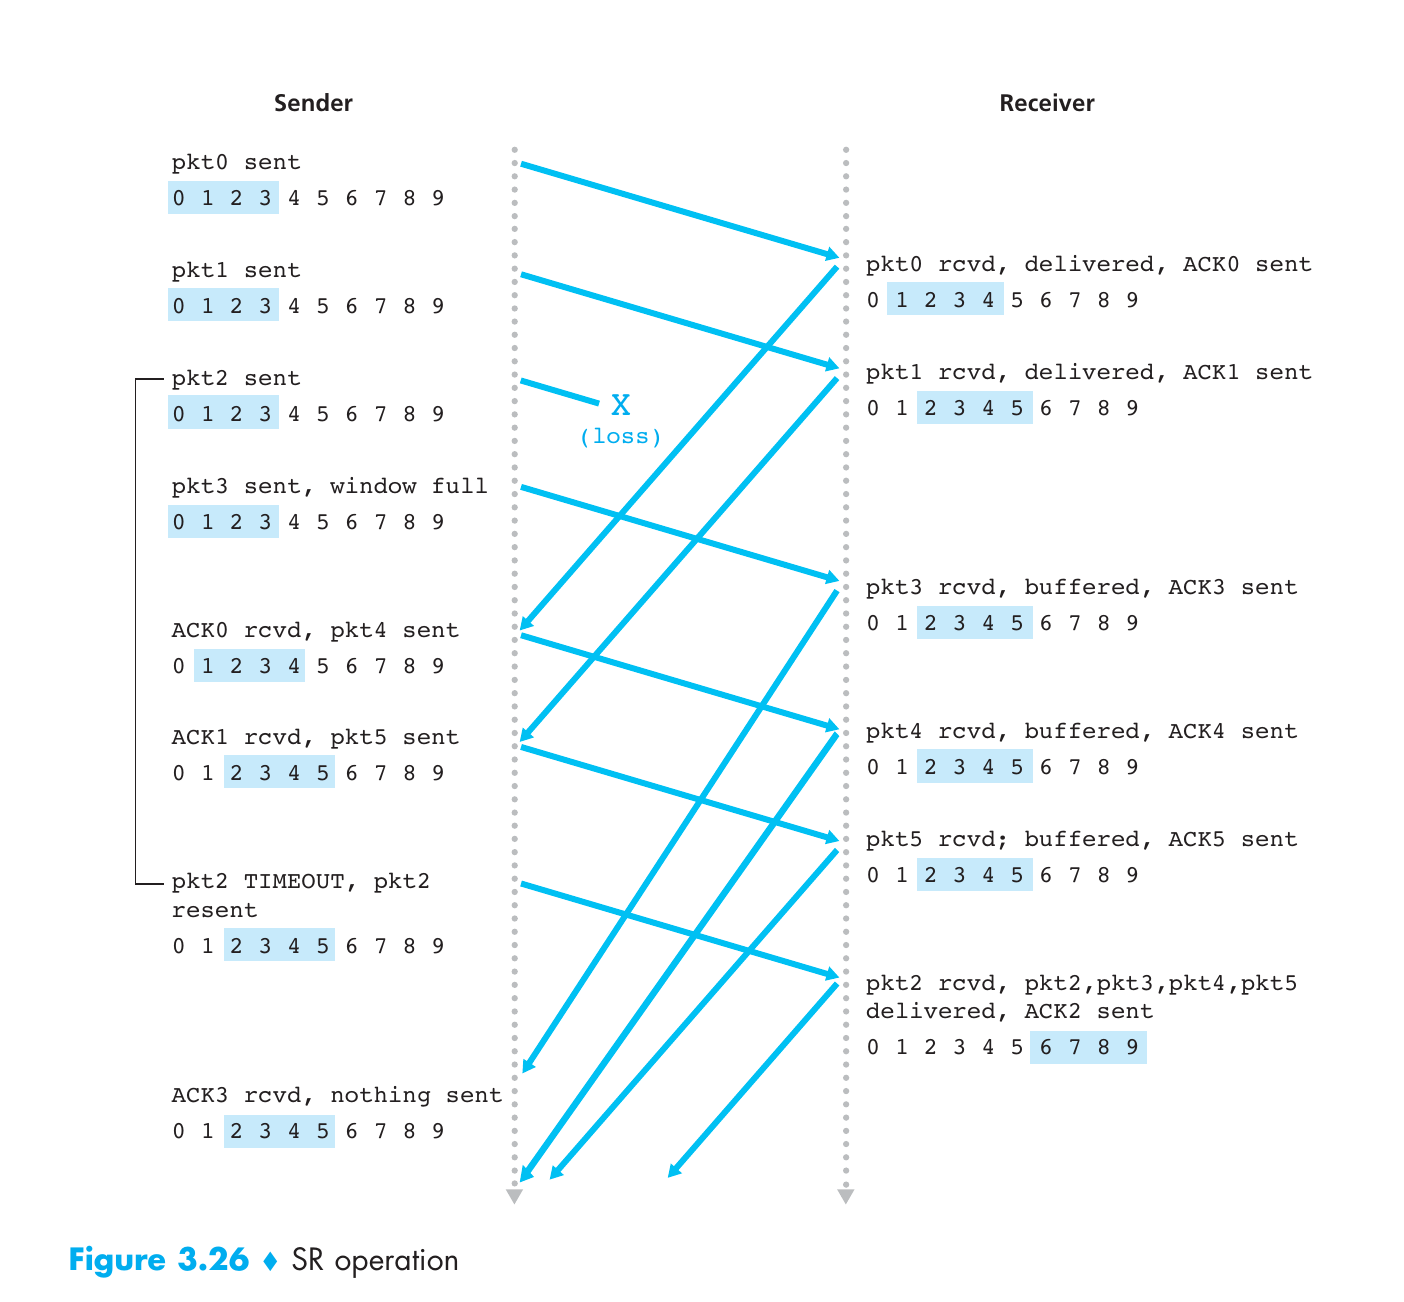 Sender
Receiver
pkt0 sent
0 1 2 3 4 5 6 7 8 9
pkt0 rcvd, delivered, ACK0 sent
0 1 2 3 4 5 6 7 8 9
pkt1 sent
0 1 2 3 4 5 6 7 8 9
pkt1 rcvd, delivered, ACK1 sent
0 1 2 3 4 5 6 7 8 9
pkt2 sent
0 1 2 3 4 5 6 7 8 9
X
(loss)
pkt3 sent, window full
0 1 2 3 4 5 6 7 8 9
pkt3 rcvd, buffered, ACK3 sent
0 1 2 3 4 5 6 7 8 9
ACK0 rcvd, pkt4 sent
0 1 2 3 4 5 6 7 8 9
pkt4 rcvd, buffered, ACK4 sent
0 1 2 3 4 5 6 7 8 9
ACK1 rcvd, pkt5 sent
0 1 2 3 4 5 6 7 8 9
pkt5 rcvd; buffered, ACK5 sent
0 1 2 3 4 5 6 7 8 9
pkt2 TIMEOUT, pkt2
resent
0 1 2 3 4 5 6 7 8 9
pkt2 rcvd, pkt2,pkt3,pkt4,pkt5
delivered, ACK2 sent
0 1 2 3 4 5 6 7 8 9
ACK3 rcvd, nothing sent
0 1 2 3 4 5 6 7 8 9
Figure 3.26 ♦ SR operation